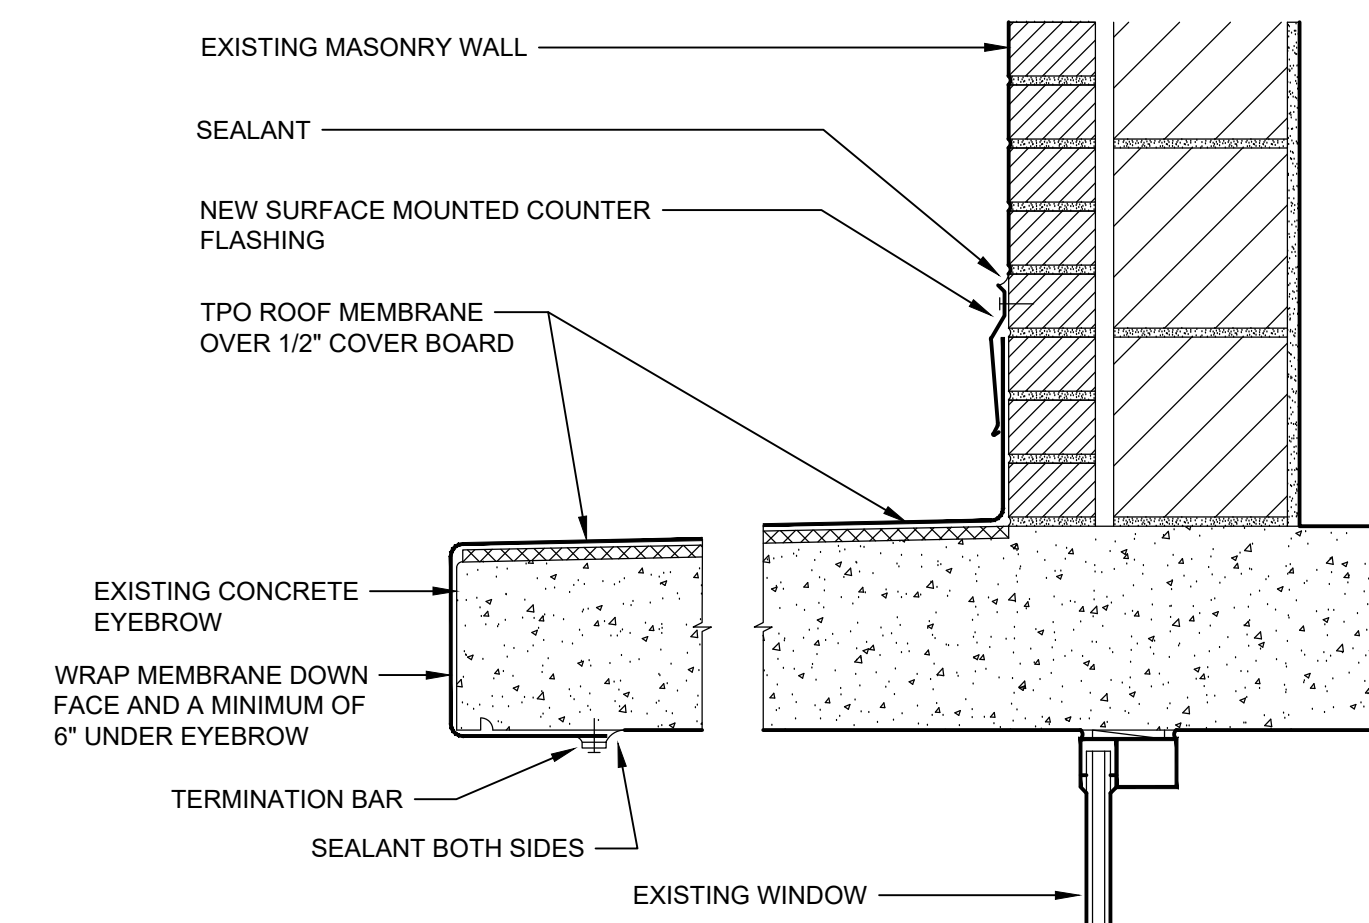 EXISTING MASONRY WALL
SEALANT
NEW SURFACE MOUNTED COUNTER
FLASHING
TPO ROOF MEMBRANE
OVER 1/2" COVER BOARD
EXISTING CONCRETE
EYEBROW
WRAP MEMBRANE DOWN
FACE AND A MINIMUM OF
6" UNDER EYEBROW
TERMINATION BAR
SEALANT BOTH SIDES
EXISTING WINDOW